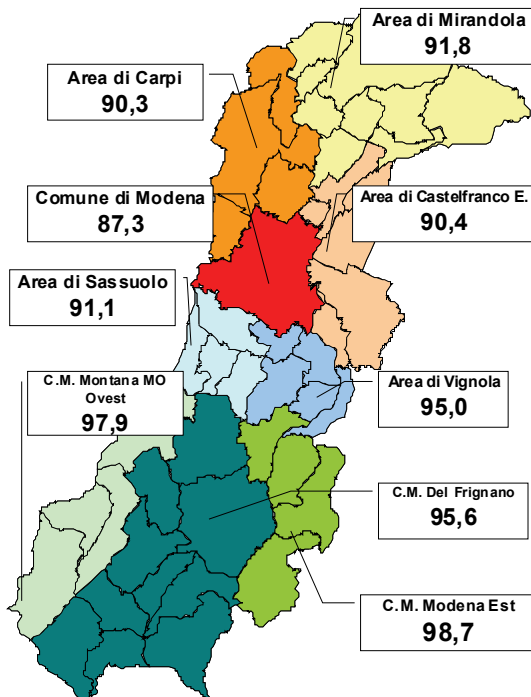 Area di Mirandola
91,8
Area di Carpi
90,3
Comune di Modena
87,3
Area di Castelfranco E.
90,4
Area di Sassuolo
91,1
C.M. Montana MO
Ovest
97,9
Area di Vignola
95,0
C.M. Del Frignano
95,6
C.M. Modena Est
98,7